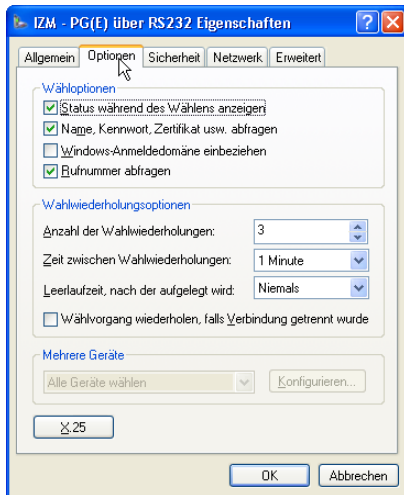 IZM - PG(E) über RS232 Eigenschaften
Allgemein Optionen Sicherheit Netzwerk Erweitert
Wähloptionen
Status während des Wählens anzeigen
Name, Kennwort, Zertifikat usw. abfragen
Windows-Anmeldedomäne einbeziehen
Rufnummer abfragen
Wahlwiederholungsoptionen
Anzahl der Wahlwiederholungen: 3
Zeit zwischen Wahlwiederholungen: 1 Minute
Leerlaufzeit, nach der aufgelegt wird: Niemals
Wählvorgang wiederholen, falls Verbindung getrennt wurde
Mehrere Geräte
Alle Geräte wählen Konfigurieren...
X.25
OK Abbrechen